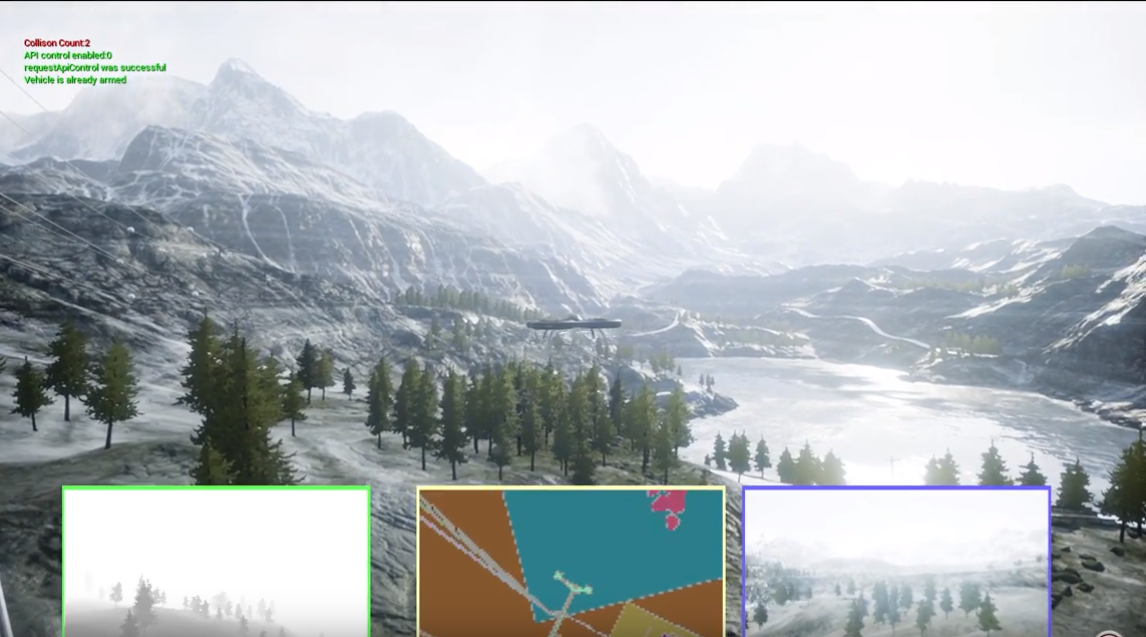 Collison Count:2
API control enabled:0
requestApiControl was successful
Vehicle is already armed